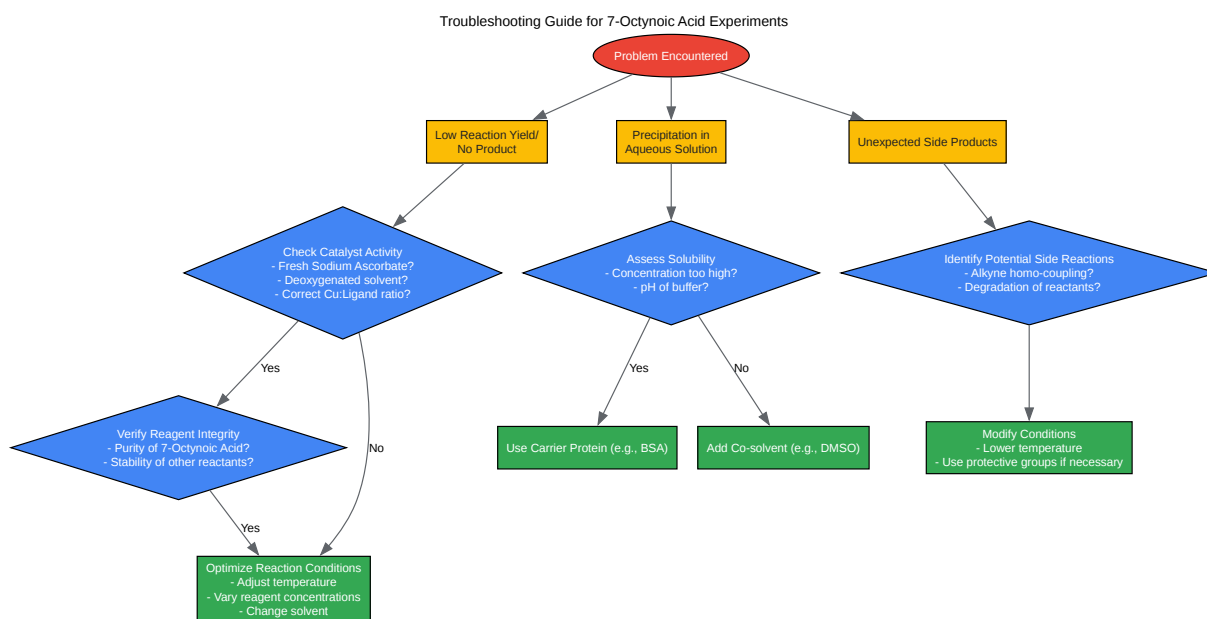 Troubleshooting Guide for 7-Octynoic Acid Experiments
Problem Encountered
Low Reaction Yield/
No Product
Precipitation in
Aqueous Solution
Unexpected Side Products
Check Catalyst Activity
- Fresh Sodium Ascorbate?
- Deoxygenated solvent?
- Correct Cu:Ligand ratio?
Assess Solubility
- Concentration too high?
- pH of buffer?
Identify Potential Side Reactions
- Alkyne homo-coupling?
- Degradation of reactants?
Yes
No
Yes
No
Verify Reagent Integrity
- Purity of 7-Octynoic Acid?
- Stability of other reactants?
Use Carrier Protein (e.g., BSA)
Add Co-solvent (e.g., DMSO)
Modify Conditions
- Lower temperature
- Use protective groups if necessary
Yes
Optimize Reaction Conditions
- Adjust temperature
- Vary reagent concentrations
- Change solvent